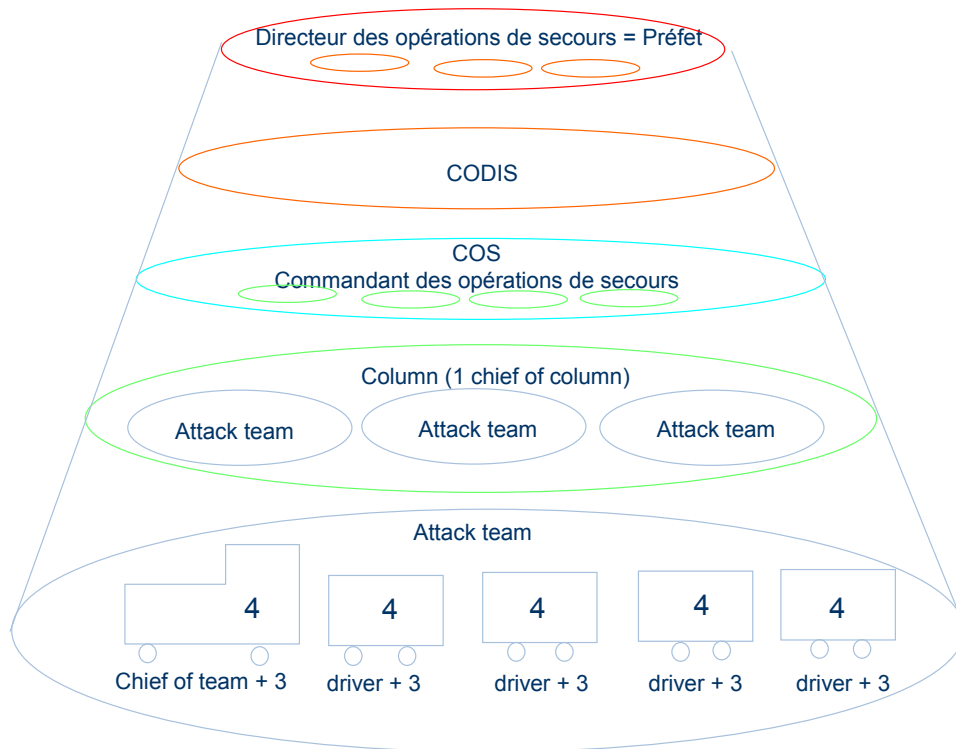 Directeur des opérations de secours = Préfet
CODIS
COS
Commandant des opérations de secours
Column (1 chief of column)
Attack team
Attack team
Attack team
Attack team
4
4
4
4
4
Chief of team + 3
driver + 3
driver + 3
driver + 3
driver + 3